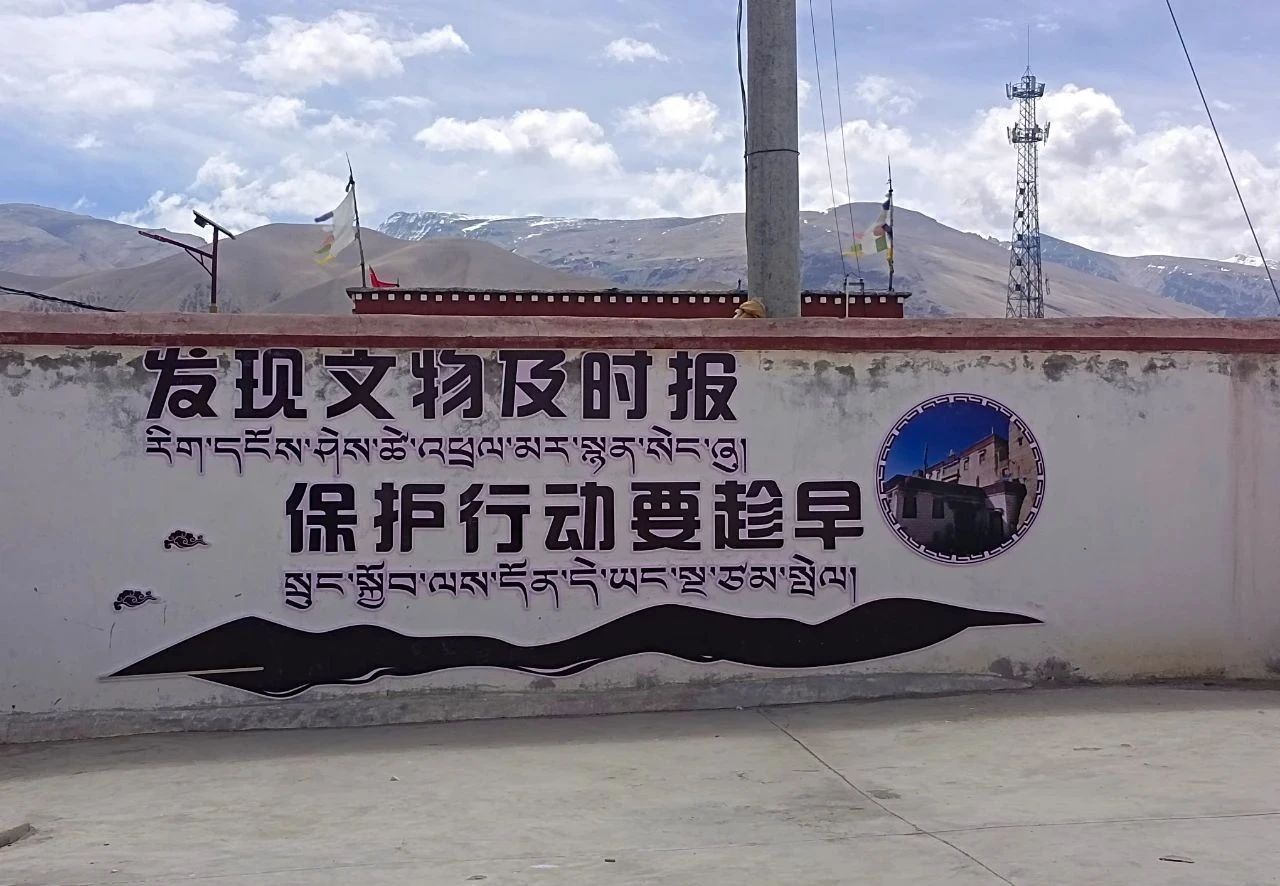 发现文物及时报
རིག་དངོས་ཤེས་ཚེ་འཕྲལ་མར་སྙན་སེང་ཞུ།
保护行动要趁早
སྲུང་སྐྱོབ་ལས་དོན་དེ་ཡང་སྔ་ཙམ་སྤེལ།